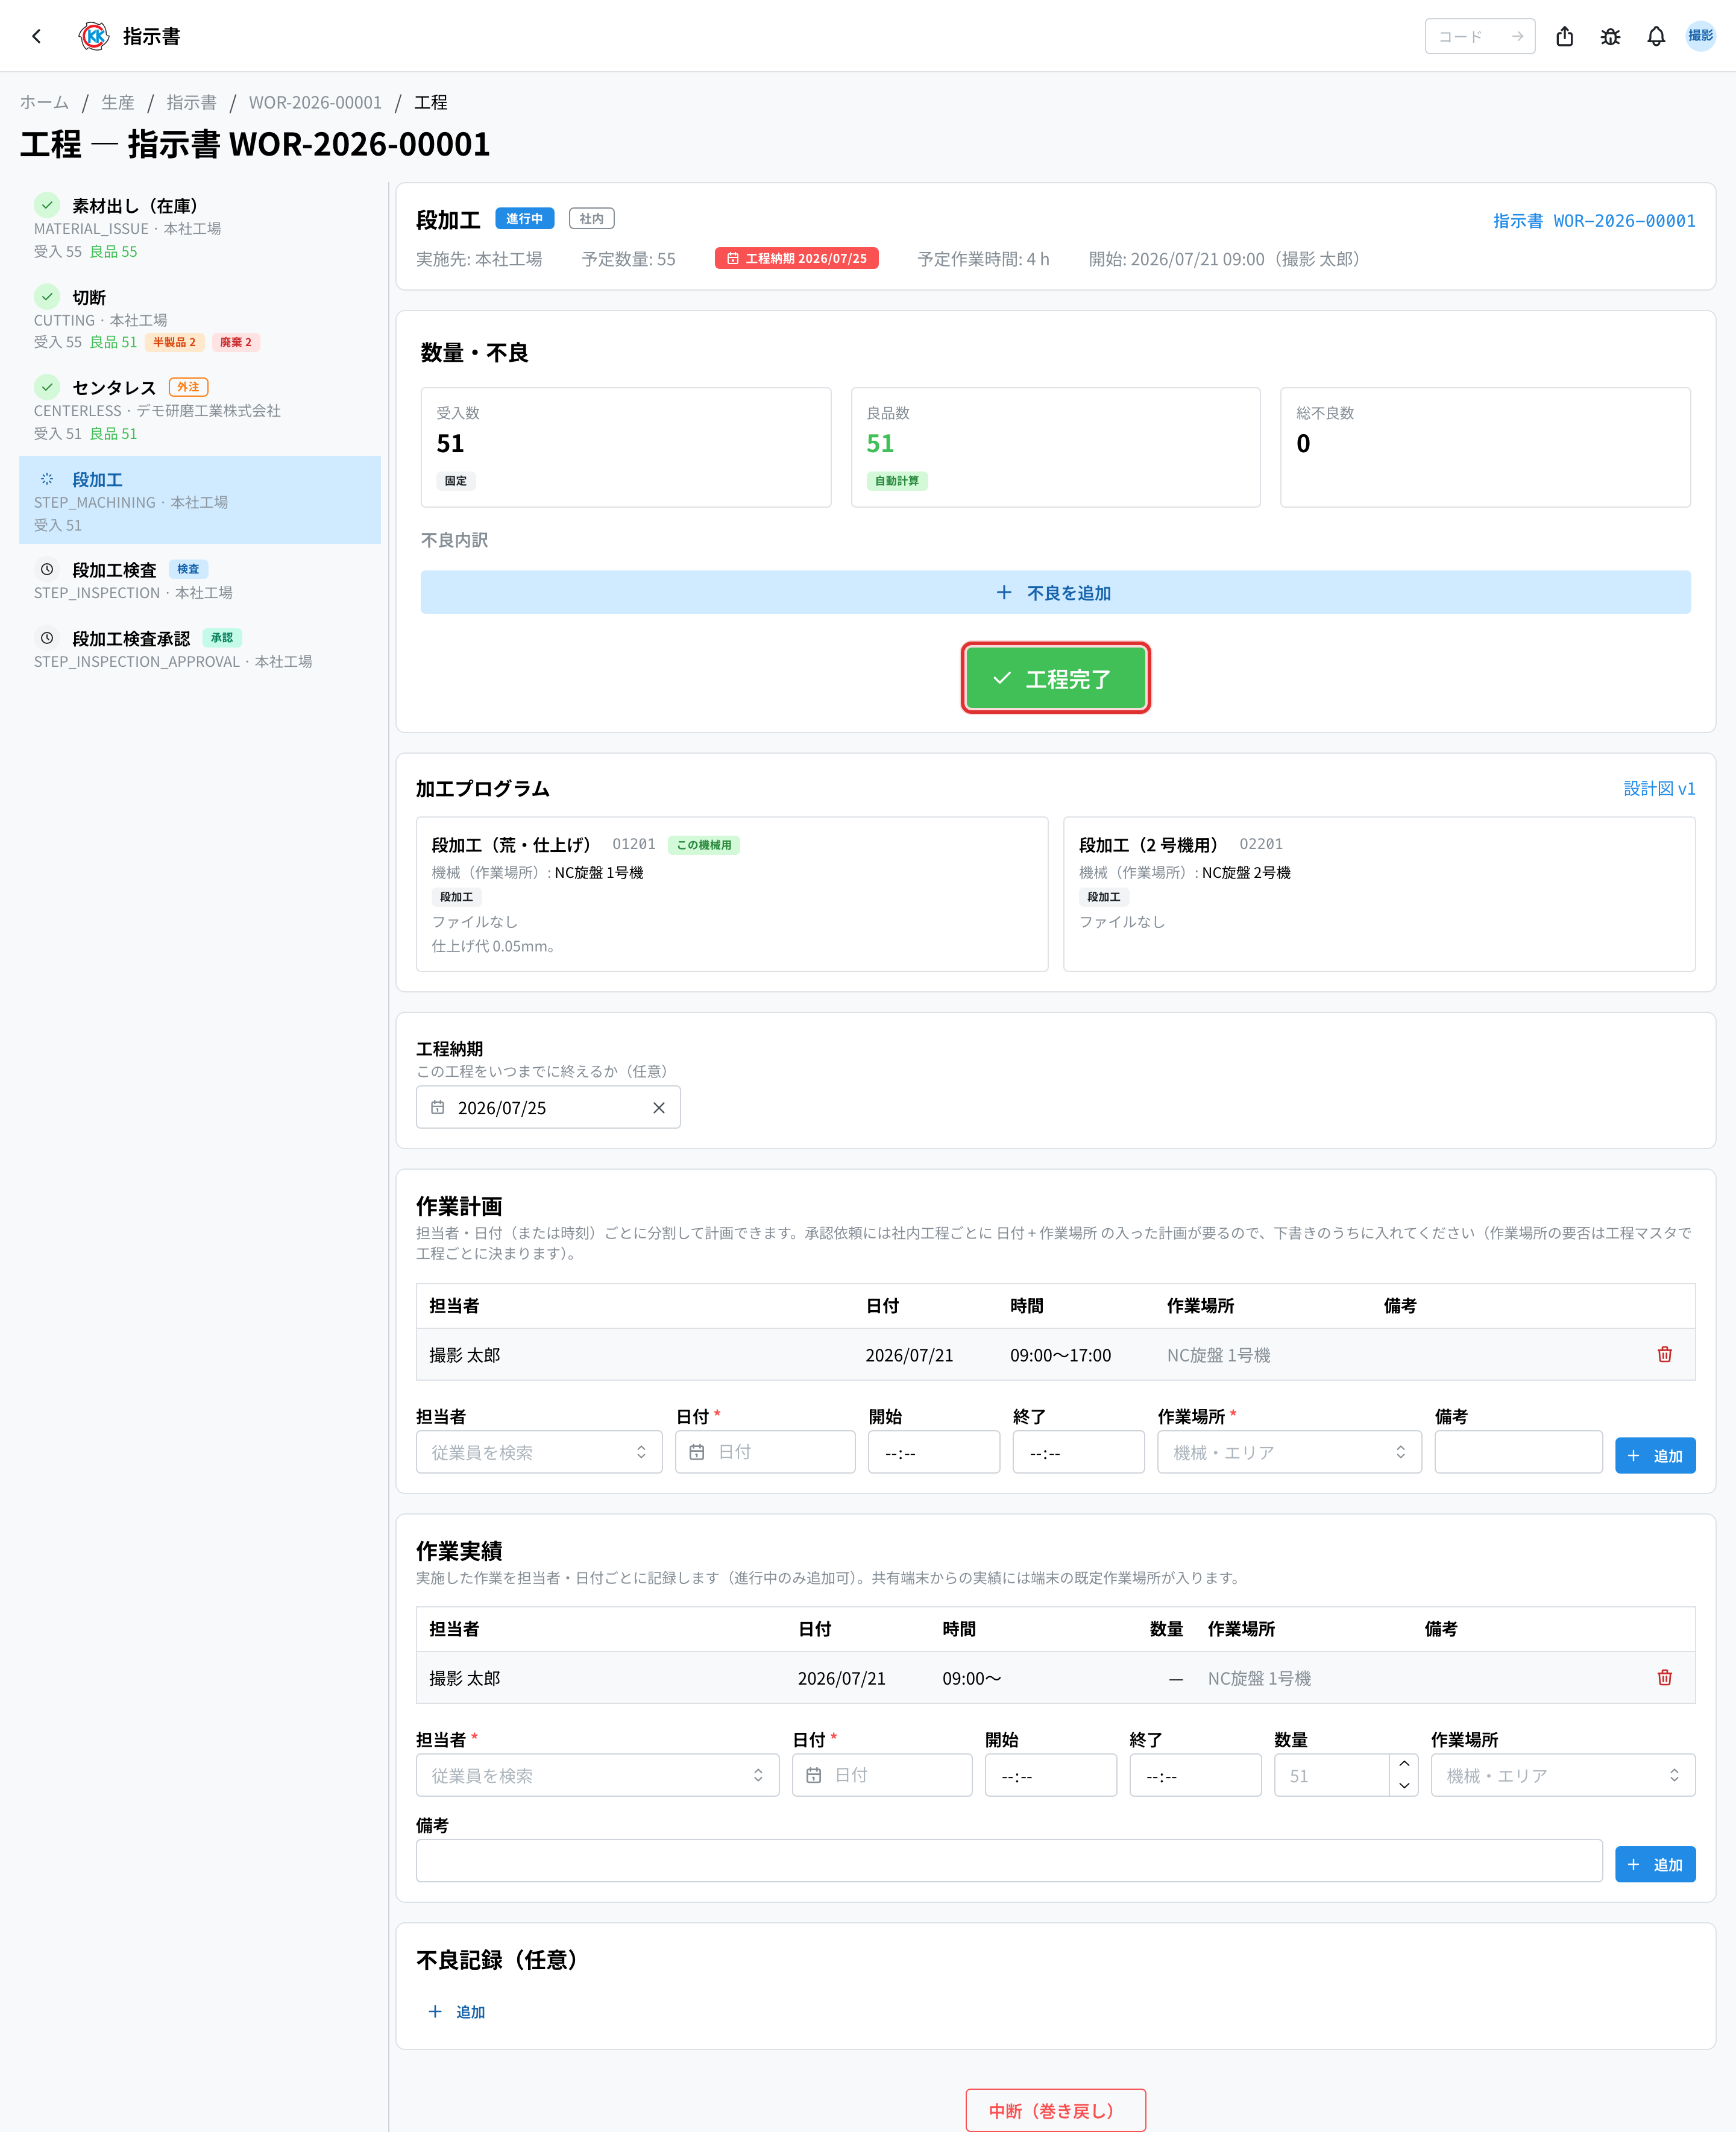 KK 指示書
コード
撮影
ホーム / 生産 / 指示書 / WOR-2026-00001 / 工程
工程 — 指示書 WOR-2026-00001
素材出し（在庫）
MATERIAL_ISSUE · 本社工場
受入 55 良品 55
切断
CUTTING · 本社工場
受入 55 良品 51 半製品 2 廃棄 2
センタレス 外注
CENTERLESS · デモ研磨工業株式会社
受入 51 良品 51
段加工
STEP_MACHINING · 本社工場
受入 51
段加工検査 検査
STEP_INSPECTION · 本社工場
段加工検査承認 承認
STEP_INSPECTION_APPROVAL · 本社工場
段加工 進行中 社内
指示書 WOR-2026-00001
実施先: 本社工場 予定数量: 55 工程納期 2026/07/25 予定作業時間: 4 h 開始: 2026/07/21 09:00（撮影 太郎）
数量・不良
受入数
51
固定
良品数
51
自動計算
総不良数
0
不良内訳
＋ 不良を追加
工程完了
加工プログラム
設計図 v1
段加工（荒・仕上げ） O1201 この機械用
機械（作業場所）: NC旋盤 1号機
段加工
ファイルなし
仕上げ代 0.05mm。
段加工（2 号機用） O2201
機械（作業場所）: NC旋盤 2号機
段加工
ファイルなし
工程納期
この工程をいつまでに終えるか（任意）
2026/07/25
作業計画
担当者・日付（または時刻）ごとに分割して計画できます。承認依頼には社内工程ごとに 日付 + 作業場所 の入った計画が要るので、下書きのうちに入れてください（作業場所の要否は工程マスタで
工程ごとに決まります）。
担当者 日付 時間 作業場所 備考
撮影 太郎 2026/07/21 09:00〜17:00 NC旋盤 1号機
担当者 日付 * 開始 終了 作業場所 * 備考
従業員を検索 日付 --:-- --:-- 機械・エリア ＋ 追加
作業実績
実施した作業を担当者・日付ごとに記録します（進行中のみ追加可）。共有端末からの実績には端末の既定作業場所が入ります。
担当者 日付 時間 数量 作業場所 備考
撮影 太郎 2026/07/21 09:00〜 — NC旋盤 1号機
担当者 * 日付 * 開始 終了 数量 作業場所
従業員を検索 日付 --:-- --:-- 51 機械・エリア
備考
＋ 追加
不良記録（任意）
＋ 追加
中断（巻き戻し）